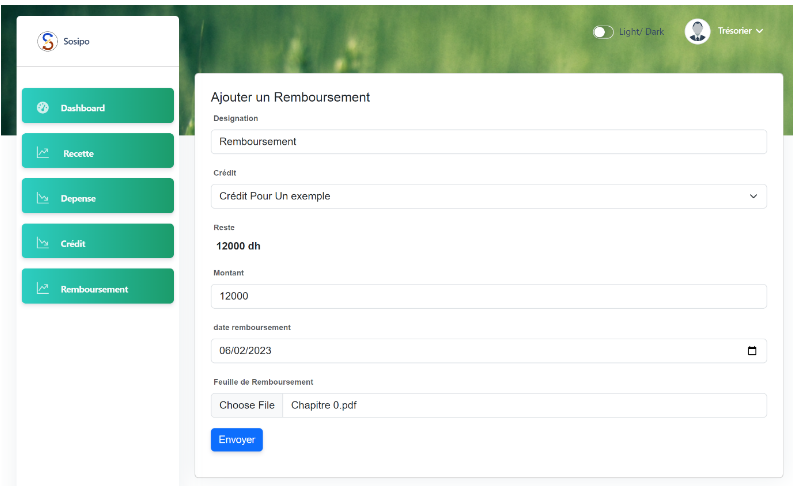 Sosipo
Light/ Dark
Trésorier
Dashboard
Recette
Depense
Crédit
Remboursement
Ajouter un Remboursement
Designation
Remboursement
Crédit
Crédit Pour Un exemple
Reste
12000 dh
Montant
12000
date remboursement
06/02/2023
Feuille de Remboursement
Choose File Chapitre 0.pdf
Envoyer